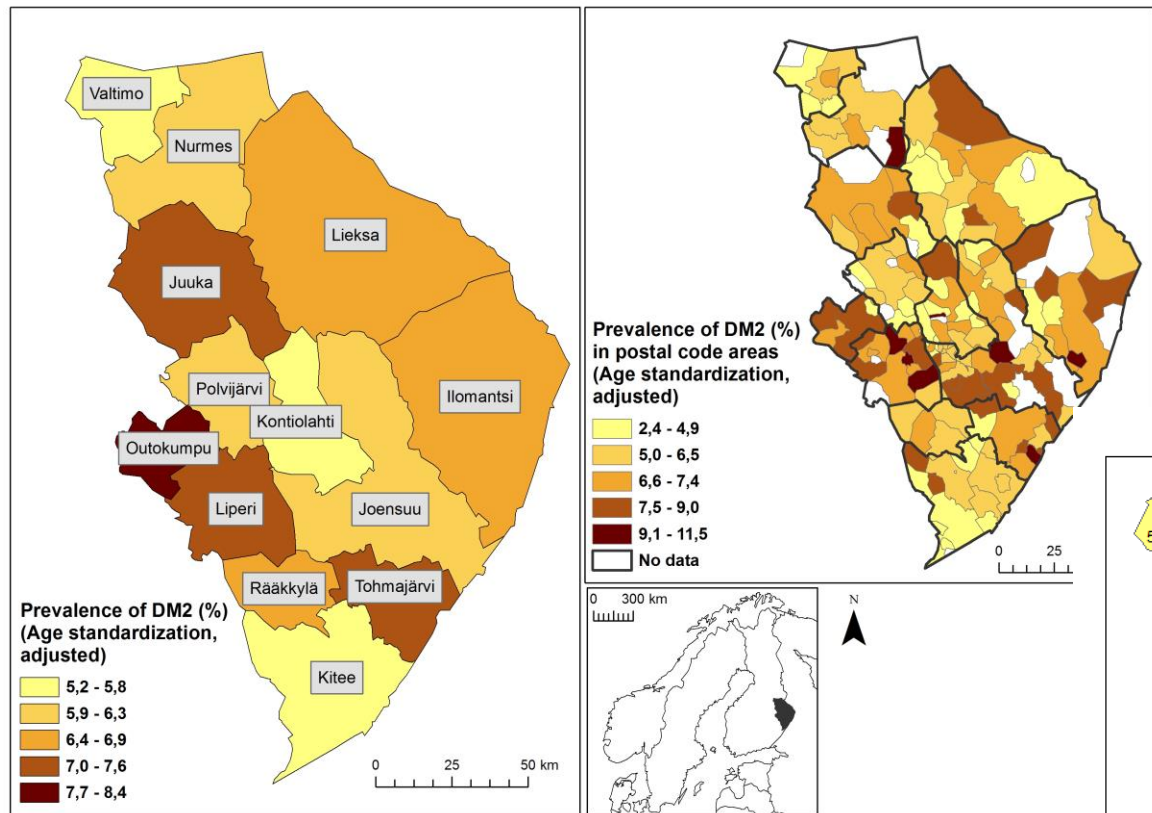 Valtimo
Nurmes
Lieksa
Juuka
Polvijärvi
Kontiolahti
Ilomantsi
Outokumpu
Liperi
Joensuu
Rääkkylä
Tohmajärvi
Kitee
Prevalence of DM2 (%)
(Age standardization,
adjusted)
5,2 - 5,8
5,9 - 6,3
6,4 - 6,9
7,0 - 7,6
7,7 - 8,4
0 25 50 km
Prevalence of DM2 (%)
in postal code areas
(Age standardization,
adjusted)
2,4 - 4,9
5,0 - 6,5
6,6 - 7,4
7,5 - 9,0
9,1 - 11,5
No data
0 25
0 300 km
N
5